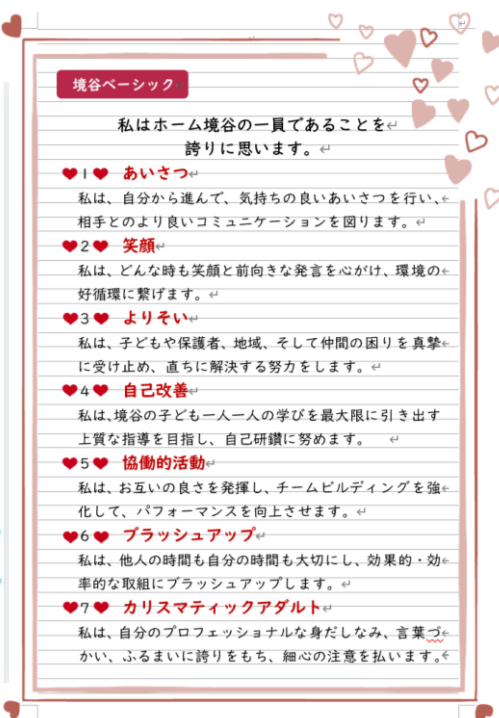 境谷ベーシック
私はホーム境谷の一員であることを
誇りに思います。
❤1❤ あいさつ
私は、自分から進んで、気持ちの良いあいさつを行い、
相手とのより良いコミュニケーションを図ります。
❤2❤ 笑顔
私は、どんな時も笑顔と前向きな発言を心がけ、環境の
好循環に繋げます。
❤3❤ よりそい
私は、子どもや保護者、地域、そして仲間の困りを真摯
に受け止め、直ちに解決する努力をします。
❤4❤ 自己改善
私は、境谷の子ども一人一人の学びを最大限に引き出す
上質な指導を目指し、自己研鑽に努めます。
❤5❤ 協働的活動
私は、お互いの良さを発揮し、チームビルディングを強
化して、パフォーマンスを向上させます。
❤6❤ ブラッシュアップ
私は、他人の時間も自分の時間も大切にし、効果的・効
率的な取組にブラッシュアップします。
❤7❤ カリスマティックアダルト
私は、自分のプロフェッショナルな身だしなみ、言葉づ
かい、ふるまいに誇りをもち、細心の注意を払います。